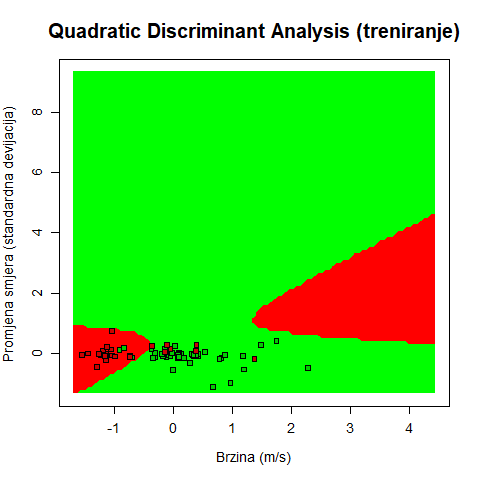 Quadratic Discriminant Analysis (treniranje)
Promjena smjera (standardna devijacija)
8
6
4
2
0
-1 0 1 2 3 4
Brzina (m/s)